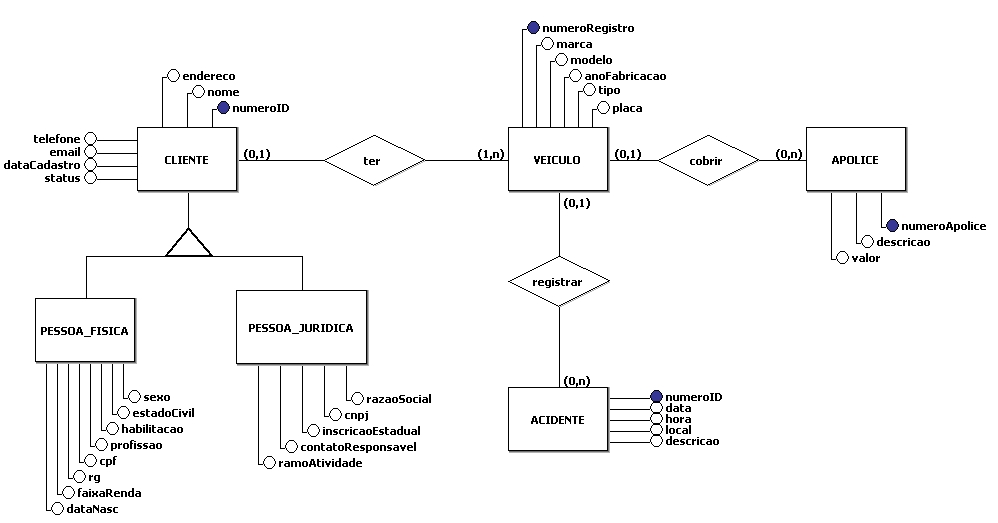 numeroRegistro
marca
modelo
anoFabricacao
tipo
placa
endereco
nome
numeroID
telefone
email
dataCadastro
status
CLIENTE
(0,1)
ter
(1,n)
VEICULO
(0,1)
cobrir
(0,n)
APOLICE
(0,1)
numeroApolice
descricao
valor
registrar
PESSOA_FISICA
PESSOA_JURIDICA
(0,n)
ACIDENTE
numeroID
data
hora
local
descricao
sexo
estadoCivil
habilitacao
profissao
cpf
rg
faixaRenda
dataNasc
razaoSocial
cnpj
inscricaoEstadual
contatoResponsavel
ramoAtividade